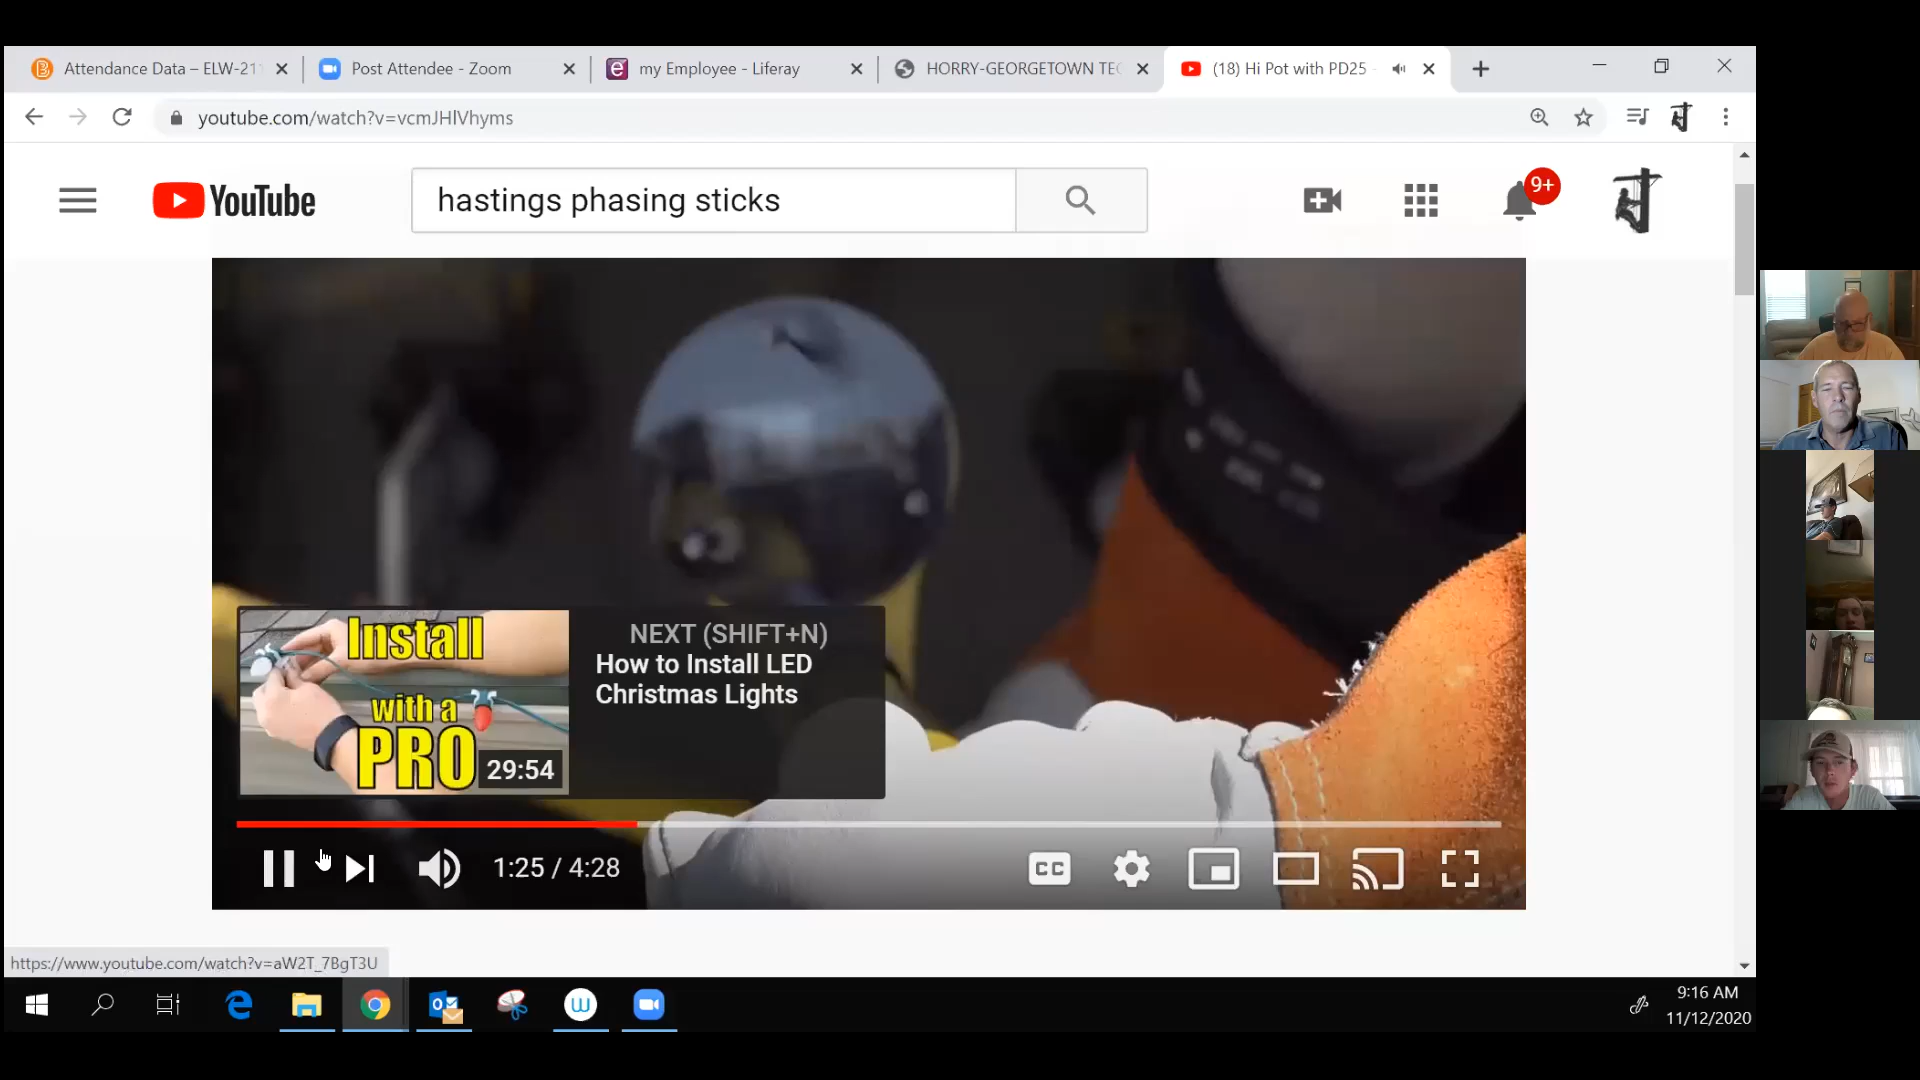 Attendance Data – ELW-21
Post Attendee - Zoom
my Employee - Liferay
HORRY-GEORGETOWN TEC
(18) Hi Pot with PD25 -
youtube.com/watch?v=vcmJHlVhyms
YouTube
hastings phasing sticks
9+
Install
with a
PRO
29:54
NEXT (SHIFT+N)
How to Install LED
Christmas Lights
1:25 / 4:28
CC
https://www.youtube.com/watch?v=aW2T_7BgT3U
9:16 AM
11/12/2020